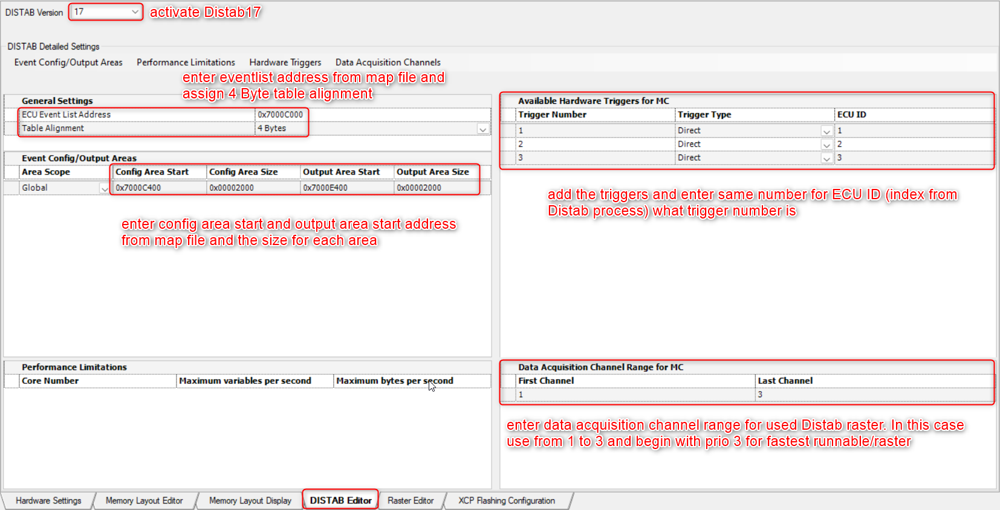 DISTAB Version 17 activate Distab17
DISTAB Detailed Settings
Event Config/Output Areas Performance Limitations Hardware Triggers Data Acquisition Channels
enter eventlist address from map file and
assign 4 Byte table alignment
General Settings
ECU Event List Address 0x7000C000
Table Alignment 4 Bytes
Event Config/Output Areas
Area Scope Config Area Start Config Area Size Output Area Start Output Area Size
Global 0x7000C400 0x00002000 0x7000E400 0x00002000
enter config area start and output area start address
from map file and the size for each area
Available Hardware Triggers for MC
Trigger Number Trigger Type ECU ID
1 Direct 1
2 Direct 2
3 Direct 3
add the triggers and enter same number for ECU ID (index from
Distab process) what trigger number is
Performance Limitations
Core Number Maximum variables per second Maximum bytes per second
Data Acquisition Channel Range for MC
First Channel Last Channel
1 3
enter data acquisition channel range for used Distab raster. In this case
use from 1 to 3 and begin with prio 3 for fastest runnable/raster
Hardware Settings Memory Layout Editor Memory Layout Display DISTAB Editor Raster Editor XCP Flashing Configuration